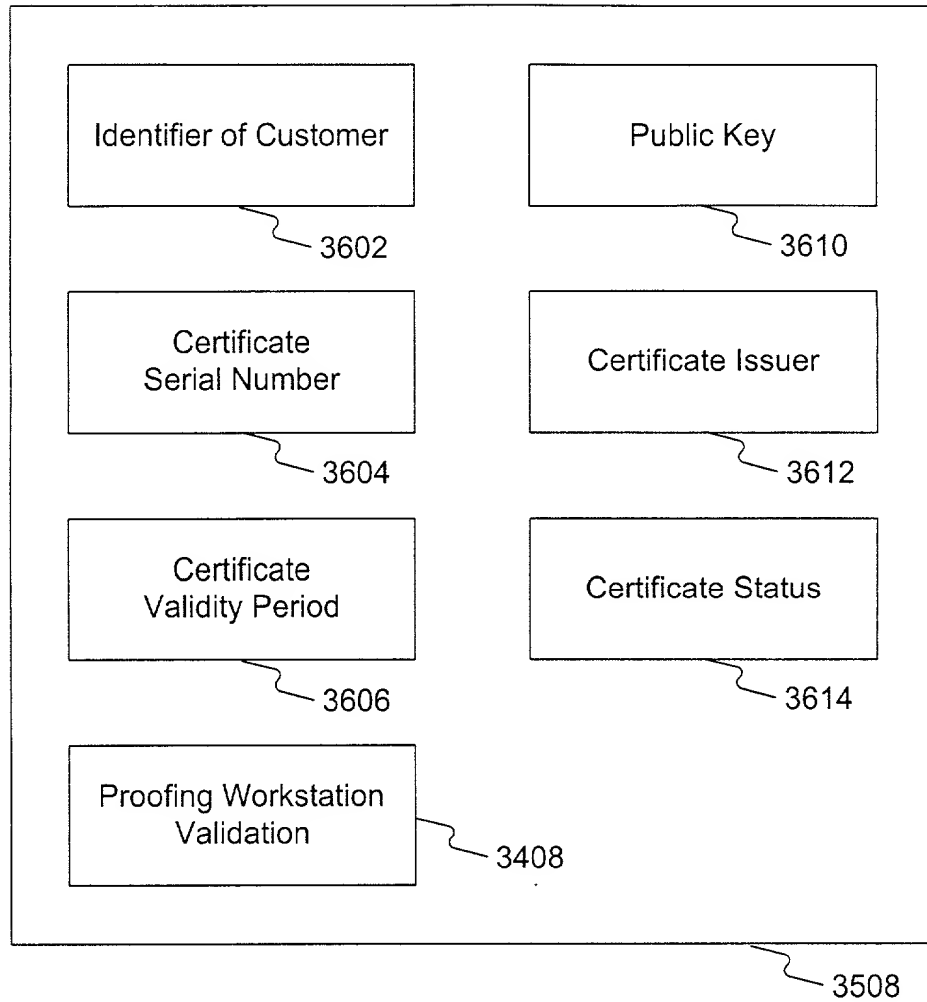 Identifier of Customer
3602
Public Key
3610
Certificate
Serial Number
3604
Certificate Issuer
3612
Certificate
Validity Period
3606
Certificate Status
3614
Proofing Workstation
Validation
3408
3508